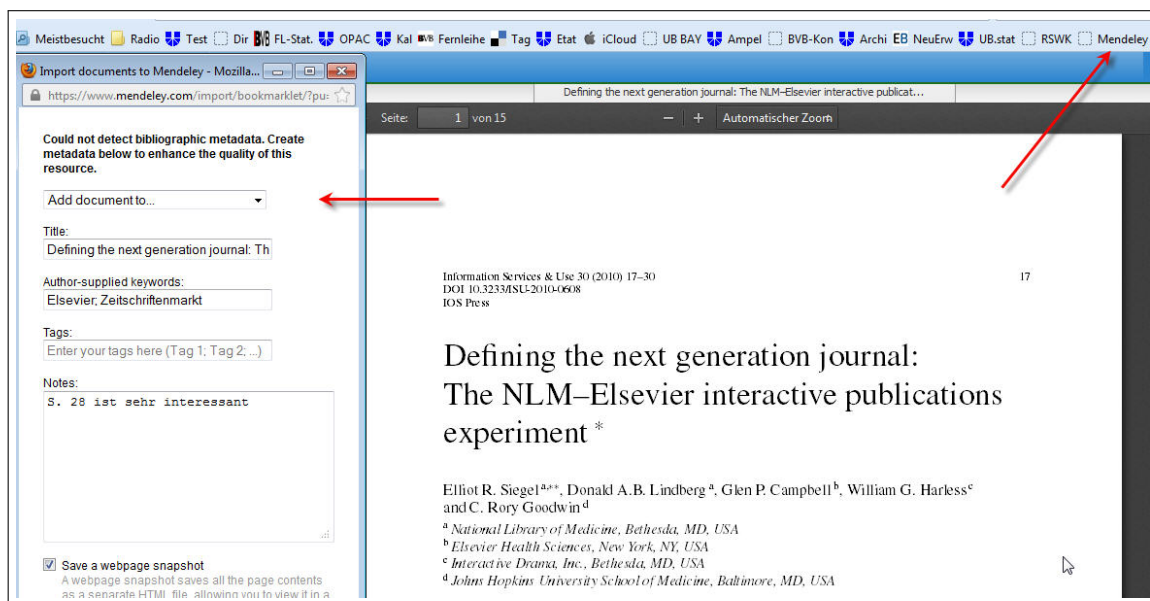 Meistbesucht Radio Test Dir FL-Stat. OPAC Kal Fernleihe Tag Etat iCloud UB BAY Ampel BVB-Kon Archi EB NeuErw UB.stat RSWK Mendeley
Import documents to Mendeley - Mozilla...
https://www.mendeley.com/import/bookmarklet/?pu:
Defining the next generation journal: The NLM–Elsevier interactive publicat...
Seite: 1 von 15 − + Automatischer Zoom
Could not detect bibliographic metadata. Create
metadata below to enhance the quality of this
resource.
Add document to...
Title:
Defining the next generation journal: Th
Author-supplied keywords:
Elsevier; Zeitschriftenmarkt
Tags:
Enter your tags here (Tag 1; Tag 2; ...)
Notes:
S. 28 ist sehr interessant
Save a webpage snapshot
A webpage snapshot saves all the page contents
as a separate HTML file, allowing you to view it in a
Information Services & Use 30 (2010) 17–30 17
DOI 10.3233/ISU-2010-0608
IOS Press
Defining the next generation journal:
The NLM–Elsevier interactive publications
experiment *
Elliot R. Siegel a,**, Donald A.B. Lindberg a, Glen P. Campbell b, William G. Harless c
and C. Rory Goodwin d
a National Library of Medicine, Bethesda, MD, USA
b Elsevier Health Sciences, New York, NY, USA
c Interactive Drama, Inc., Bethesda, MD, USA
d Johns Hopkins University School of Medicine, Baltimore, MD, USA